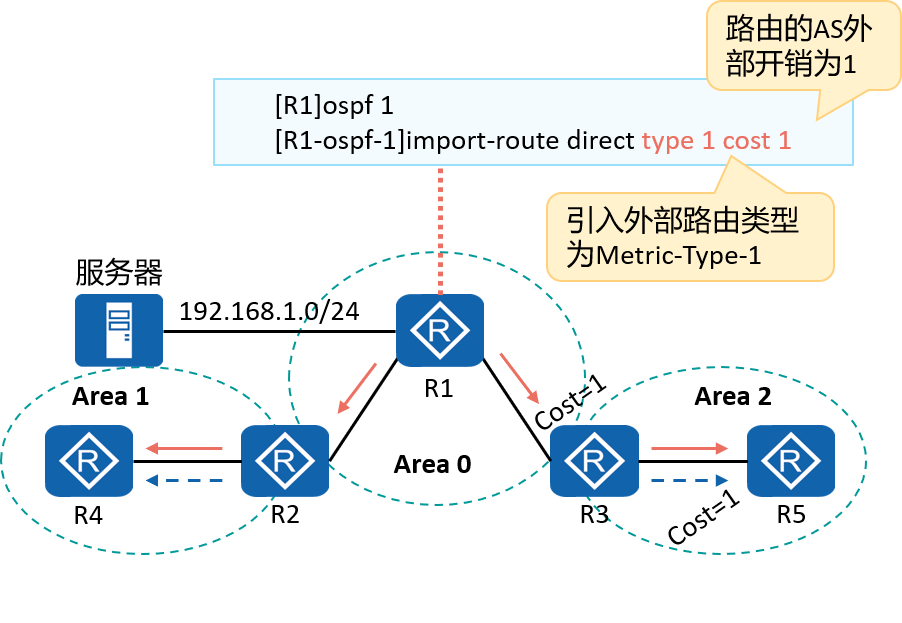 路由的AS外
部开销为1
[R1]ospf 1
[R1-ospf-1]import-route direct type 1 cost 1
引入外部路由类型
为Metric-Type-1
服务器
192.168.1.0/24
R
R1
Cost=1
Area 1
Area 2
Area 0
R
R4
R
R2
R
R3
R
R5
Cost=1